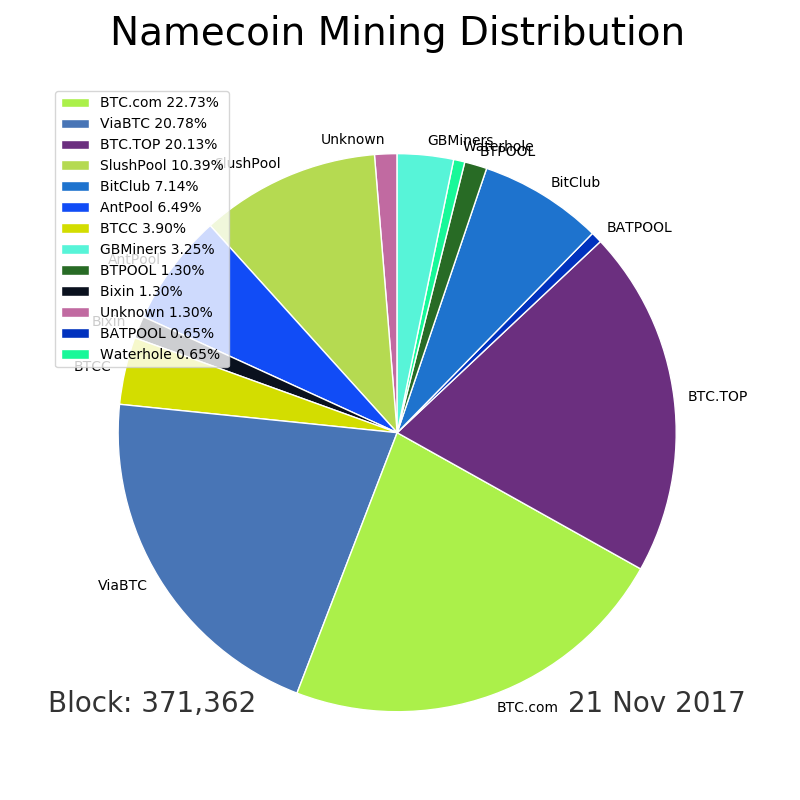 Namecoin Mining Distribution
BTC.com 22.73%
ViaBTC 20.78%
BTC.TOP 20.13%
SlushPool 10.39%
BitClub 7.14%
AntPool 6.49%
BTCC 3.90%
GBMiners 3.25%
BTPOOL 1.30%
Bixin 1.30%
Unknown 1.30%
BATPOOL 0.65%
Waterhole 0.65%
Unknown
GBMiners
Waterhole
BTPOOL
SlushPool
BitClub
BATPOOL
AntPool
Bixin
BTCC
BTC.TOP
ViaBTC
BTC.com
Block: 371,362
21 Nov 2017